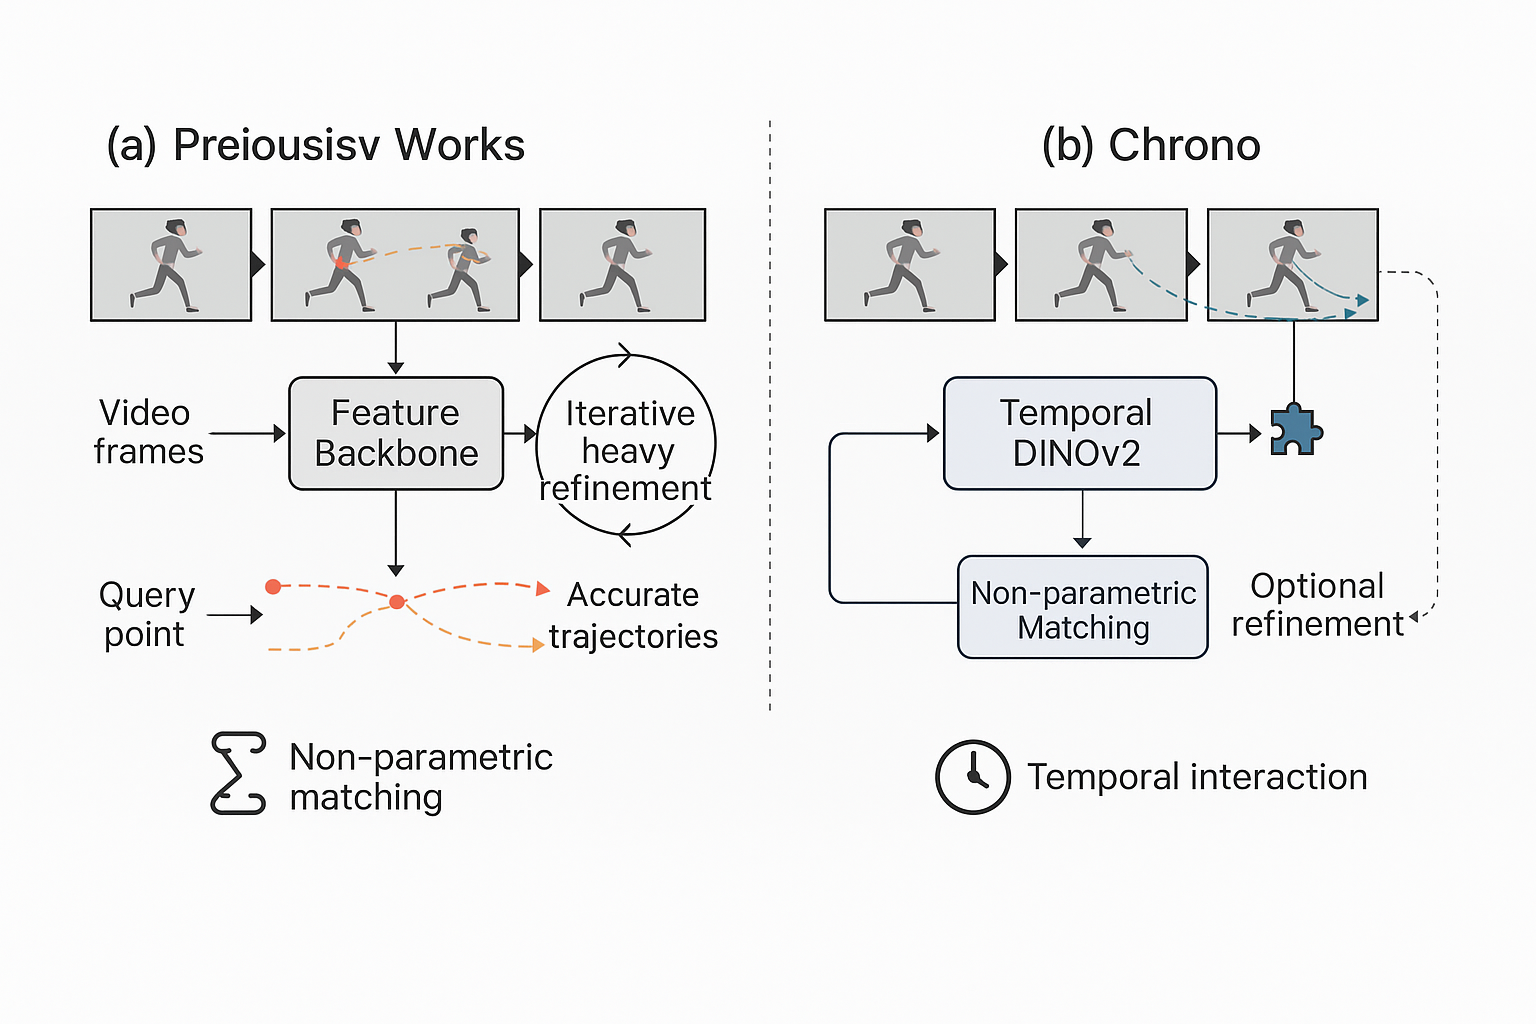 (a) Preiousisv Works
Video
frames
Feature
Backbone
Iterative
heavy
refinement
Query
point
Accurate
trajectories
Non-parametric
matching
(b) Chrono
Temporal
DINOv2
Non-parametric
Matching
Optional
refinement
Temporal interaction